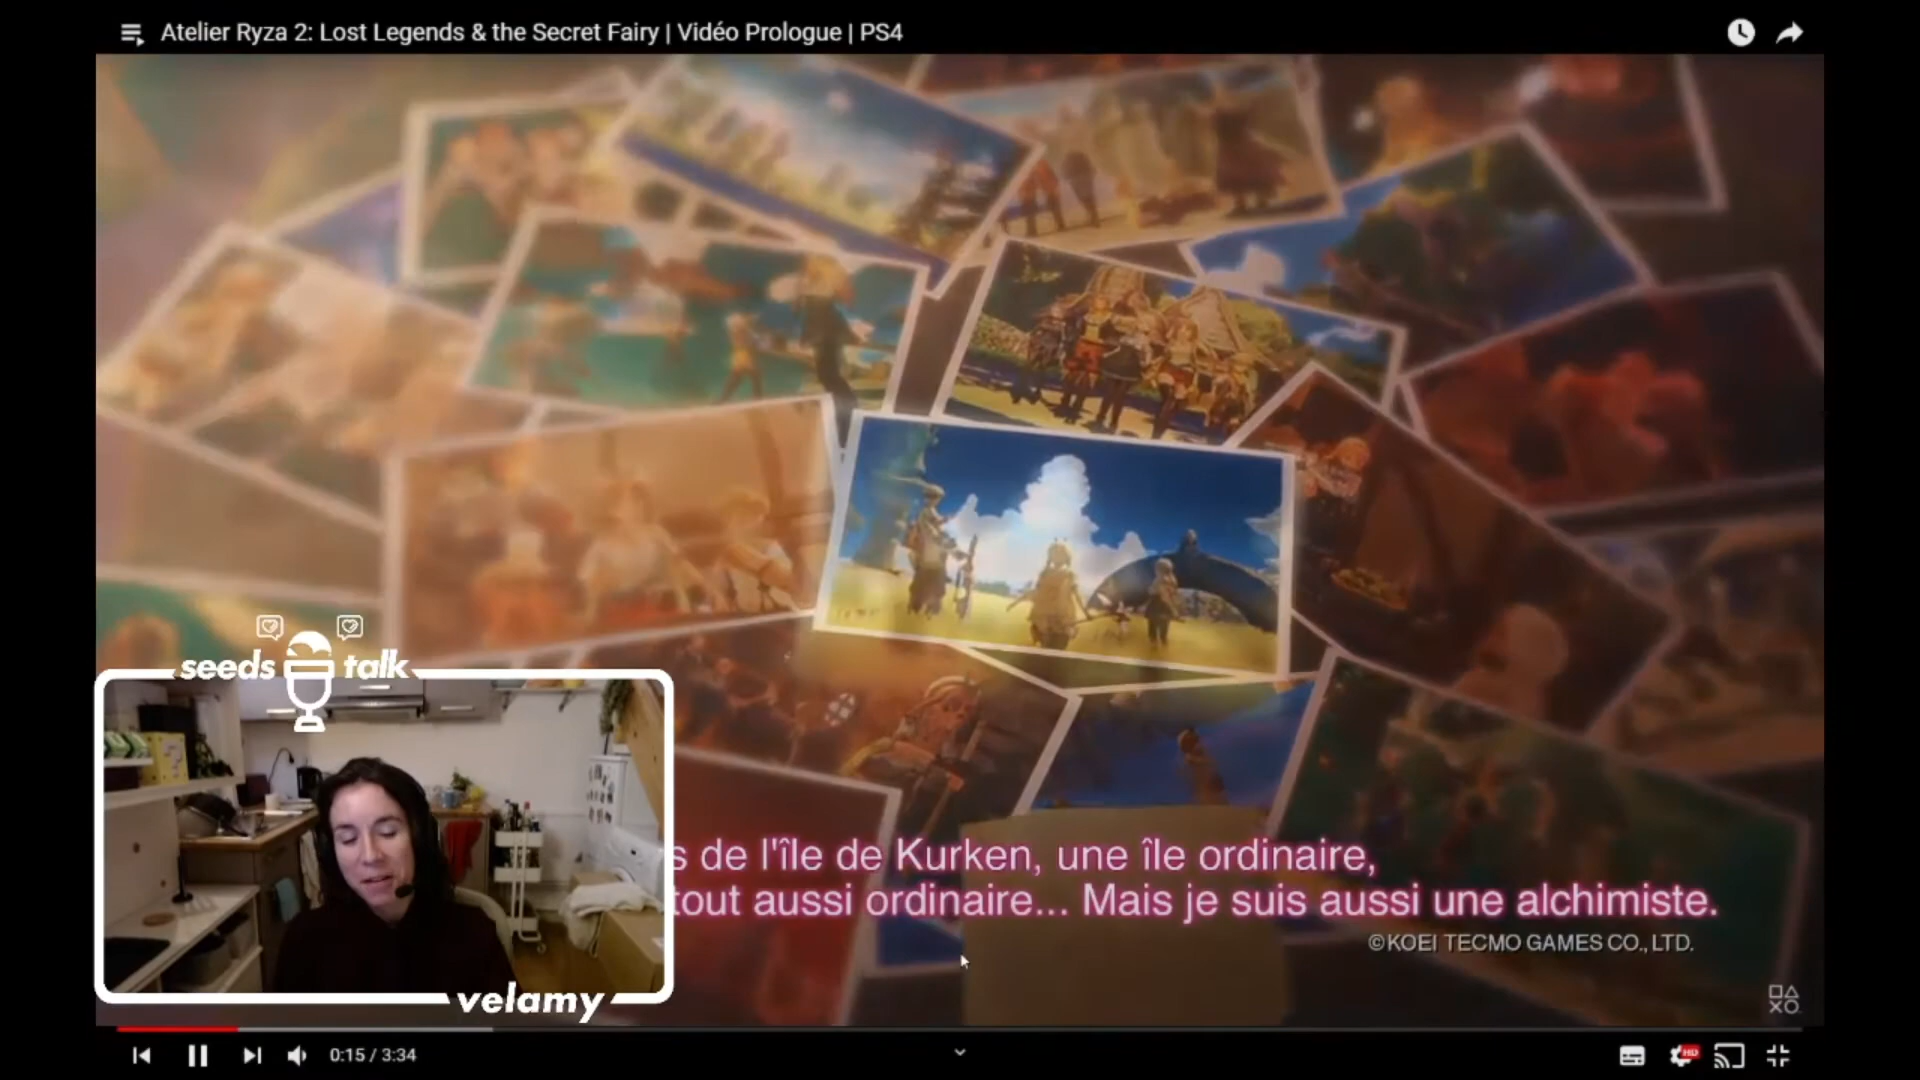 Atelier Ryza 2: Lost Legends & the Secret Fairy | Vidéo Prologue | PS4
seeds talk
s de l'île de Kurken, une île ordinaire,
tout aussi ordinaire... Mais je suis aussi une alchimiste.
©KOEI TECMO GAMES CO., LTD.
velamy
0:15 / 3:34
HD